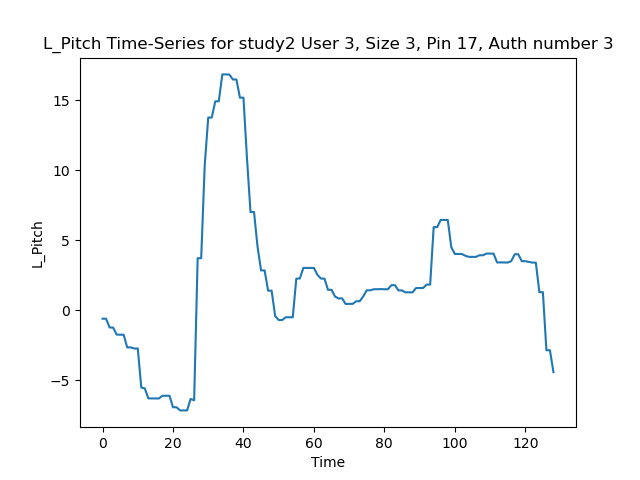 L_Pitch Time-Series for study2 User 3, Size 3, Pin 17, Auth number 3
15
10
5
0
−5
L_Pitch
0 20 40 60 80 100 120
Time